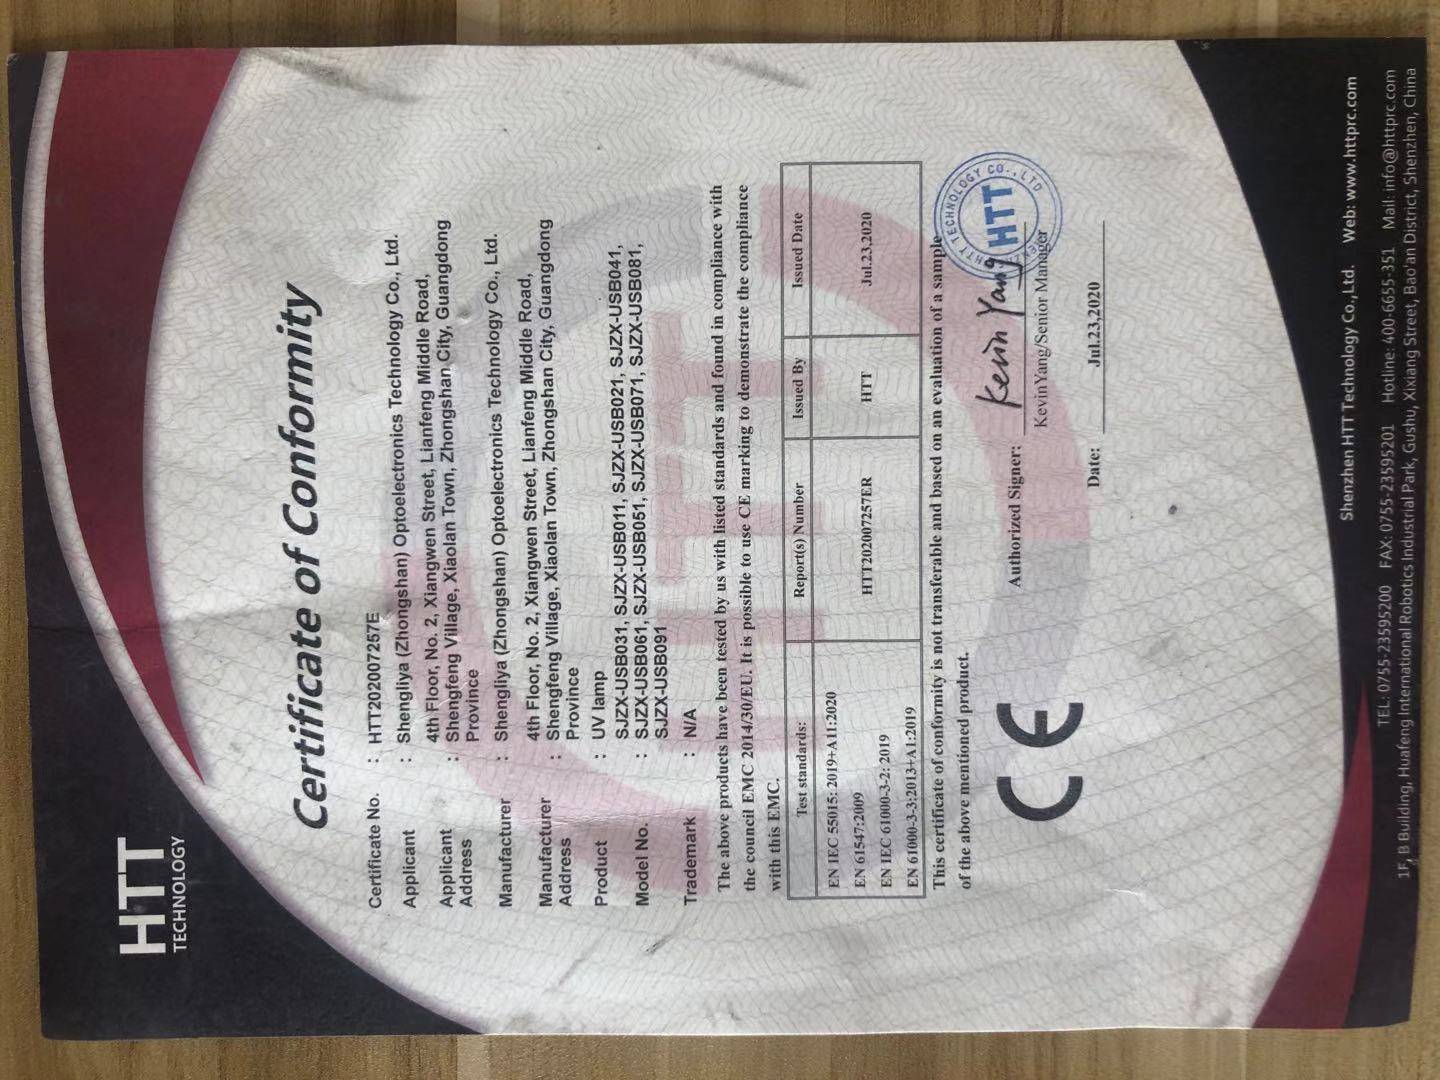 HTT
TECHNOLOGY
Certificate of Conformity
Certificate No. : HTT202007257E
Applicant : Shengliya (Zhongshan) Optoelectronics Technology Co., Ltd.
Applicant Address : 4th Floor, No. 2, Xiangwen Street, Lianfeng Middle Road,
Shengfeng Village, Xiaolan Town, Zhongshan City, Guangdong
Province
Manufacturer : Shengliya (Zhongshan) Optoelectronics Technology Co., Ltd.
Manufacturer Address : 4th Floor, No. 2, Xiangwen Street, Lianfeng Middle Road,
Shengfeng Village, Xiaolan Town, Zhongshan City, Guangdong
Province
Product : UV lamp
Model No. : SJZX-USB031, SJZX-USB011, SJZX-USB021, SJZX-USB041,
SJZX-USB061, SJZX-USB051, SJZX-USB071, SJZX-USB081,
SJZX-USB091
Trademark : N/A
The above products have been tested by us with listed standards and found in compliance with
the council EMC 2014/30/EU. It is possible to use CE marking to demonstrate the compliance
with this EMC.
Test standards: Report(s) Number Issued By Issued Date
EN IEC 55015: 2019+A11:2020
EN 61547:2009
EN IEC 61000-3-2: 2019
EN 61000-3-3:2013+A1:2019
HTT202007257ER HTT Jul.23,2020
This certificate of conformity is not transferable and based on an evaluation of a sample
of the above mentioned product.
CE
Authorized Signer: Kevin Yang
Kevin Yang/Senior Manager
HTT TECHNOLOGY CO.,LTD
HTT
Date: Jul.23,2020
Shenzhen HTT Technology Co.,Ltd. Web: www.httprc.com
TEL: 0755-23595200 FAX: 0755-23595201 Hotline: 400-6655-351 Mail: info@httprc.com
1F, B Building, Huafeng International Robotics Industrial Park, Gushu, Xixiang Street, Bao'an District, Shenzhen, China